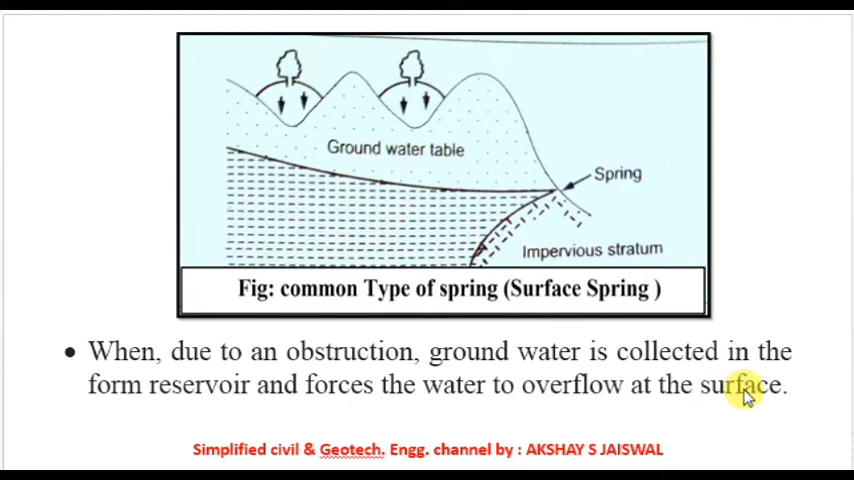 Ground water table
Spring
Impervious stratum
Fig: common Type of spring (Surface Spring )
• When, due to an obstruction, ground water is collected in the
form reservoir and forces the water to overflow at the surface.
Simplified civil & Geotech. Engg. channel by : AKSHAY S JAISWAL